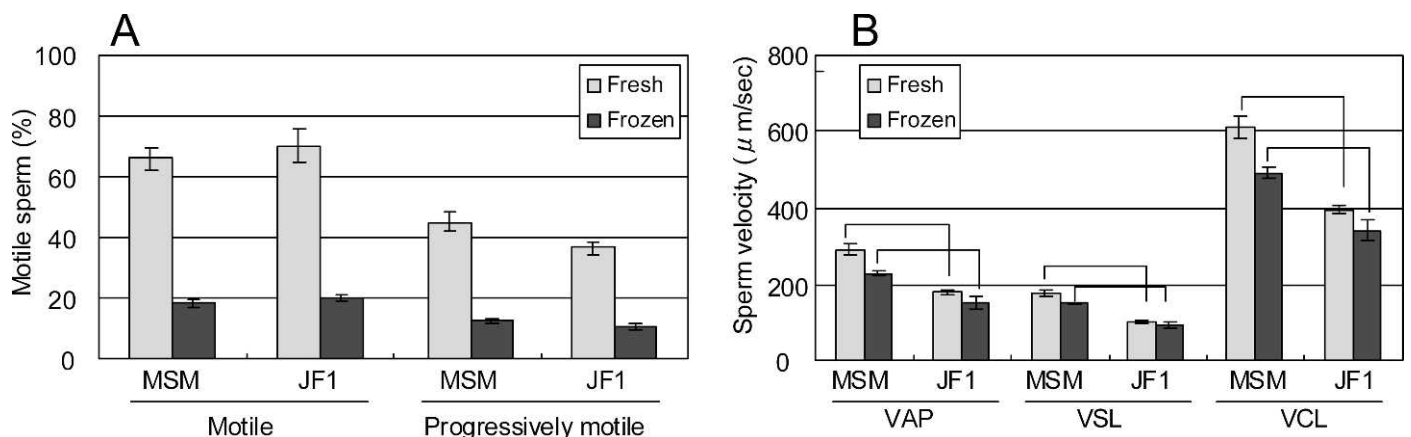 A
100
80
60
40
20
0
Motile sperm (%)
Fresh
Frozen
MSM JF1 MSM JF1
Motile Progressively motile
B
800
600
400
200
0
Sperm velocity (μm/sec)
Fresh
Frozen
MSM JF1 MSM JF1 MSM JF1
VAP VSL VCL